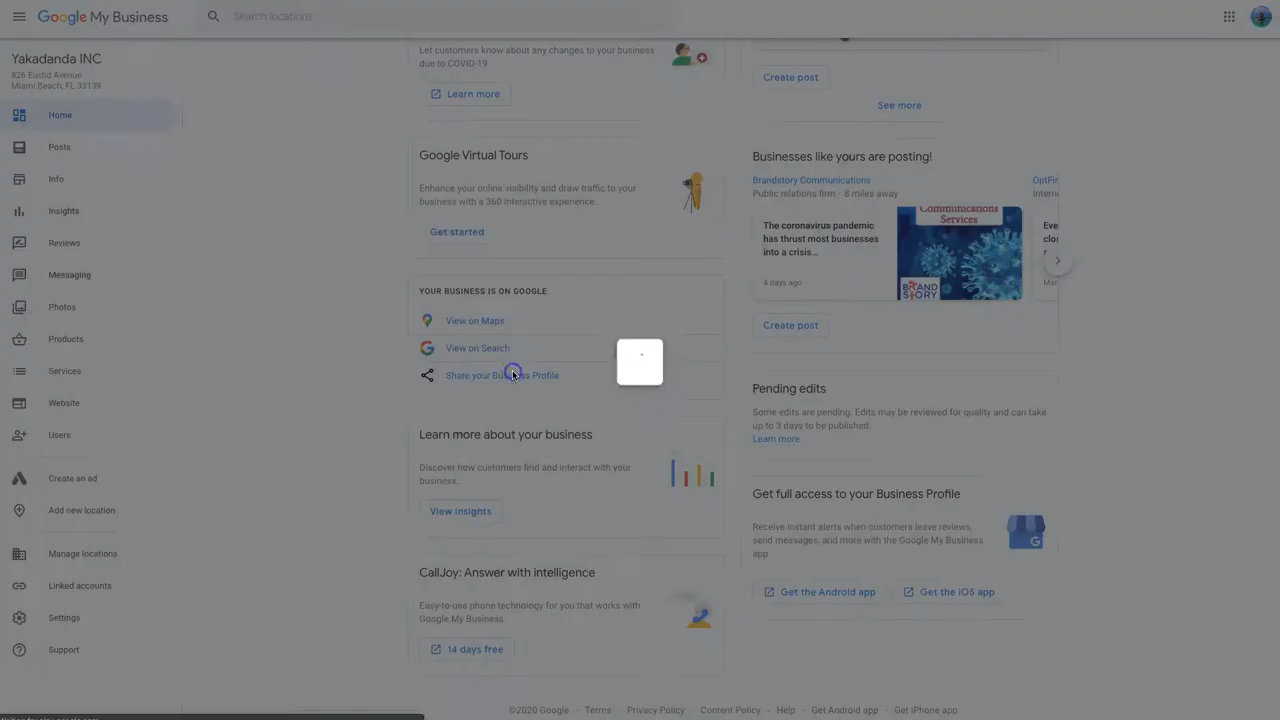 Google My Business
Search locations
Yakadanda INC
826 Euclid Avenue
Miami Beach, FL 33139
Home
Posts
Info
Insights
Reviews
Messaging
Photos
Products
Services
Website
Users
Create an ad
Add new location
Manage locations
Linked accounts
Settings
Support
Let customers know about any changes to your business
due to COVID-19
Learn more
Google Virtual Tours
Enhance your online visibility and draw traffic to your
business with a 360 interactive experience.
Get started
YOUR BUSINESS IS ON GOOGLE
View on Maps
View on Search
Share your Business Profile
Learn more about your business
Discover how customers find and interact with your
business.
View insights
CallJoy: Answer with intelligence
Easy-to-use phone technology for you that works with
Google My Business.
14 days free
Create post
See more
Businesses like yours are posting!
Brandstory Communications
Public relations firm · 8 miles away
The coronavirus pandemic
has thrust most businesses
into a crisis...
4 days ago
Communications
Services
BRAND
STORY
OptFir
Intern
Eve
clos
Mar
Create post
Pending edits
Some edits are pending. Edits may be reviewed for quality and can take
up to 3 days to be published.
Learn more
Get full access to your Business Profile
Receive instant alerts when customers leave reviews,
send messages, and more with the Google My Business
app
Get the Android app
Get the iOS app
©2020 Google - Terms - Privacy Policy - Content Policy - Help - Get Android app - Get iPhone app